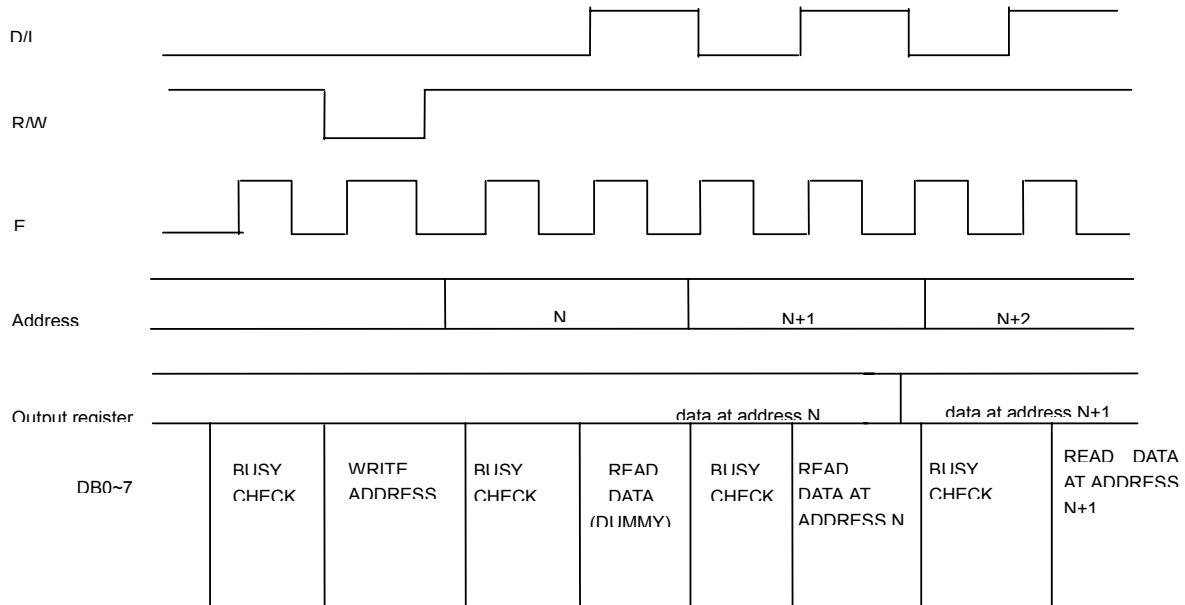 D/I
R/W
E
Address
N
N+1
N+2
Output register
data at address N
data at address N+1
DB0~7
BUSY
CHECK
WRITE
ADDRESS
BUSY
CHECK
READ
DATA
(DUMMY)
BUSY
CHECK
READ
DATA AT
ADDRESS N
BUSY
CHECK
READ DATA
AT ADDRESS
N+1